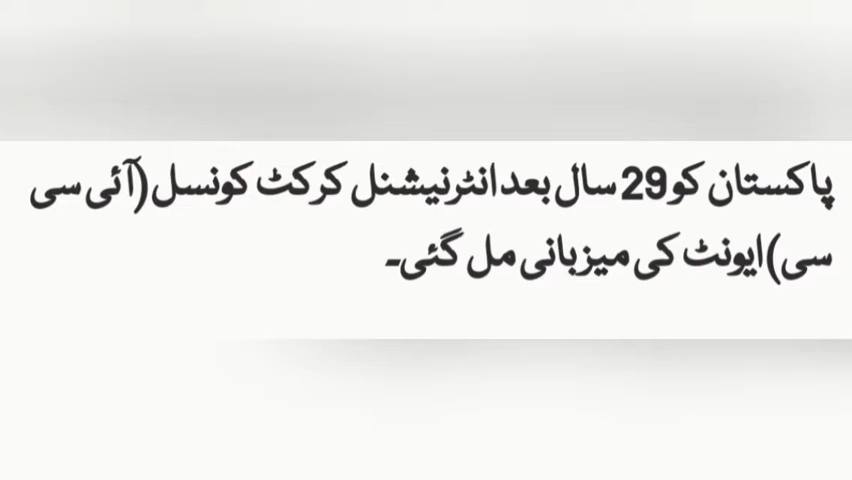 پاکستان کو 29 سال بعد انٹرنیشنل کرکٹ کونسل (آئی سی
سی) ایونٹ کی میزبانی مل گئی۔